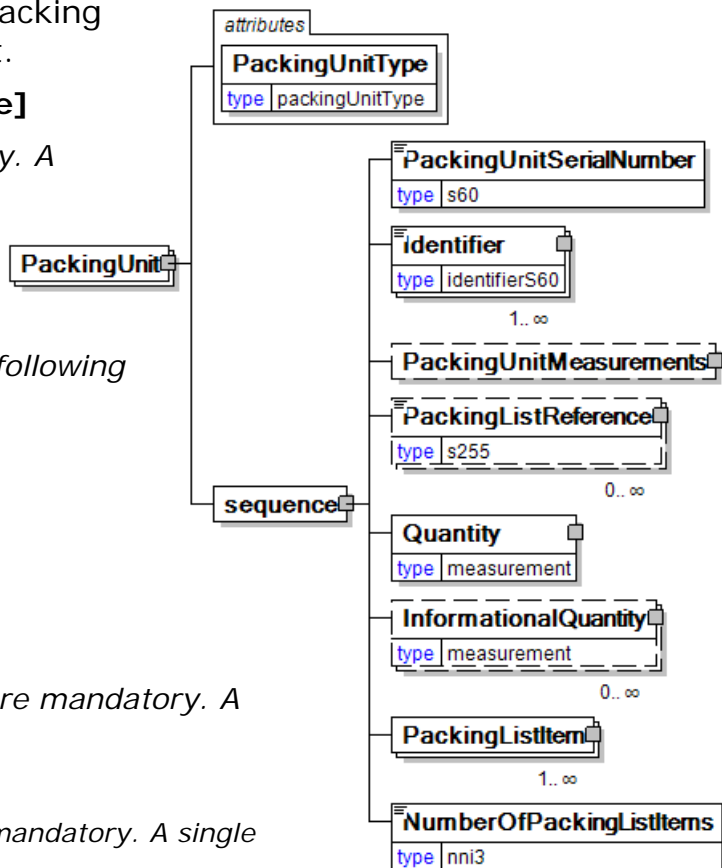 acking
attributes
PackingUnitType
type packingUnitType
e]
y. A
PackingUnitSerialNumber
type s60
Identifier
type identifierS60
1.. ∞
PackingUnit
following
PackingUnitMeasurements
PackingListReference
type s255
0.. ∞
sequence
Quantity
type measurement
InformationalQuantity
type measurement
0.. ∞
re mandatory. A
PackingListItem
1.. ∞
mandatory. A single
NumberOfPackingListItems
type nni3